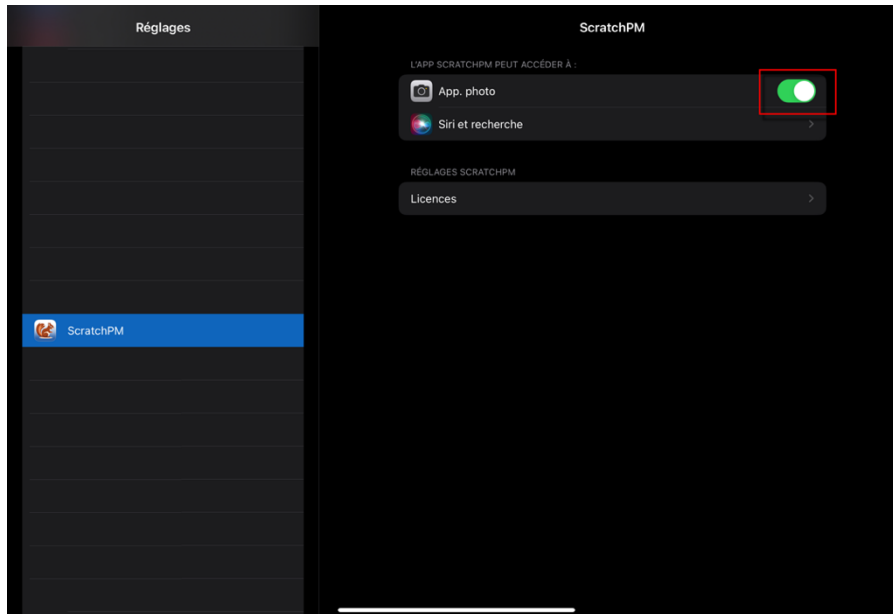 Réglages
ScratchPM
ScratchPM
L'APP SCRATCHPM PEUT ACCÉDER À :
App. photo
Siri et recherche
RÉGLAGES SCRATCHPM
Licences